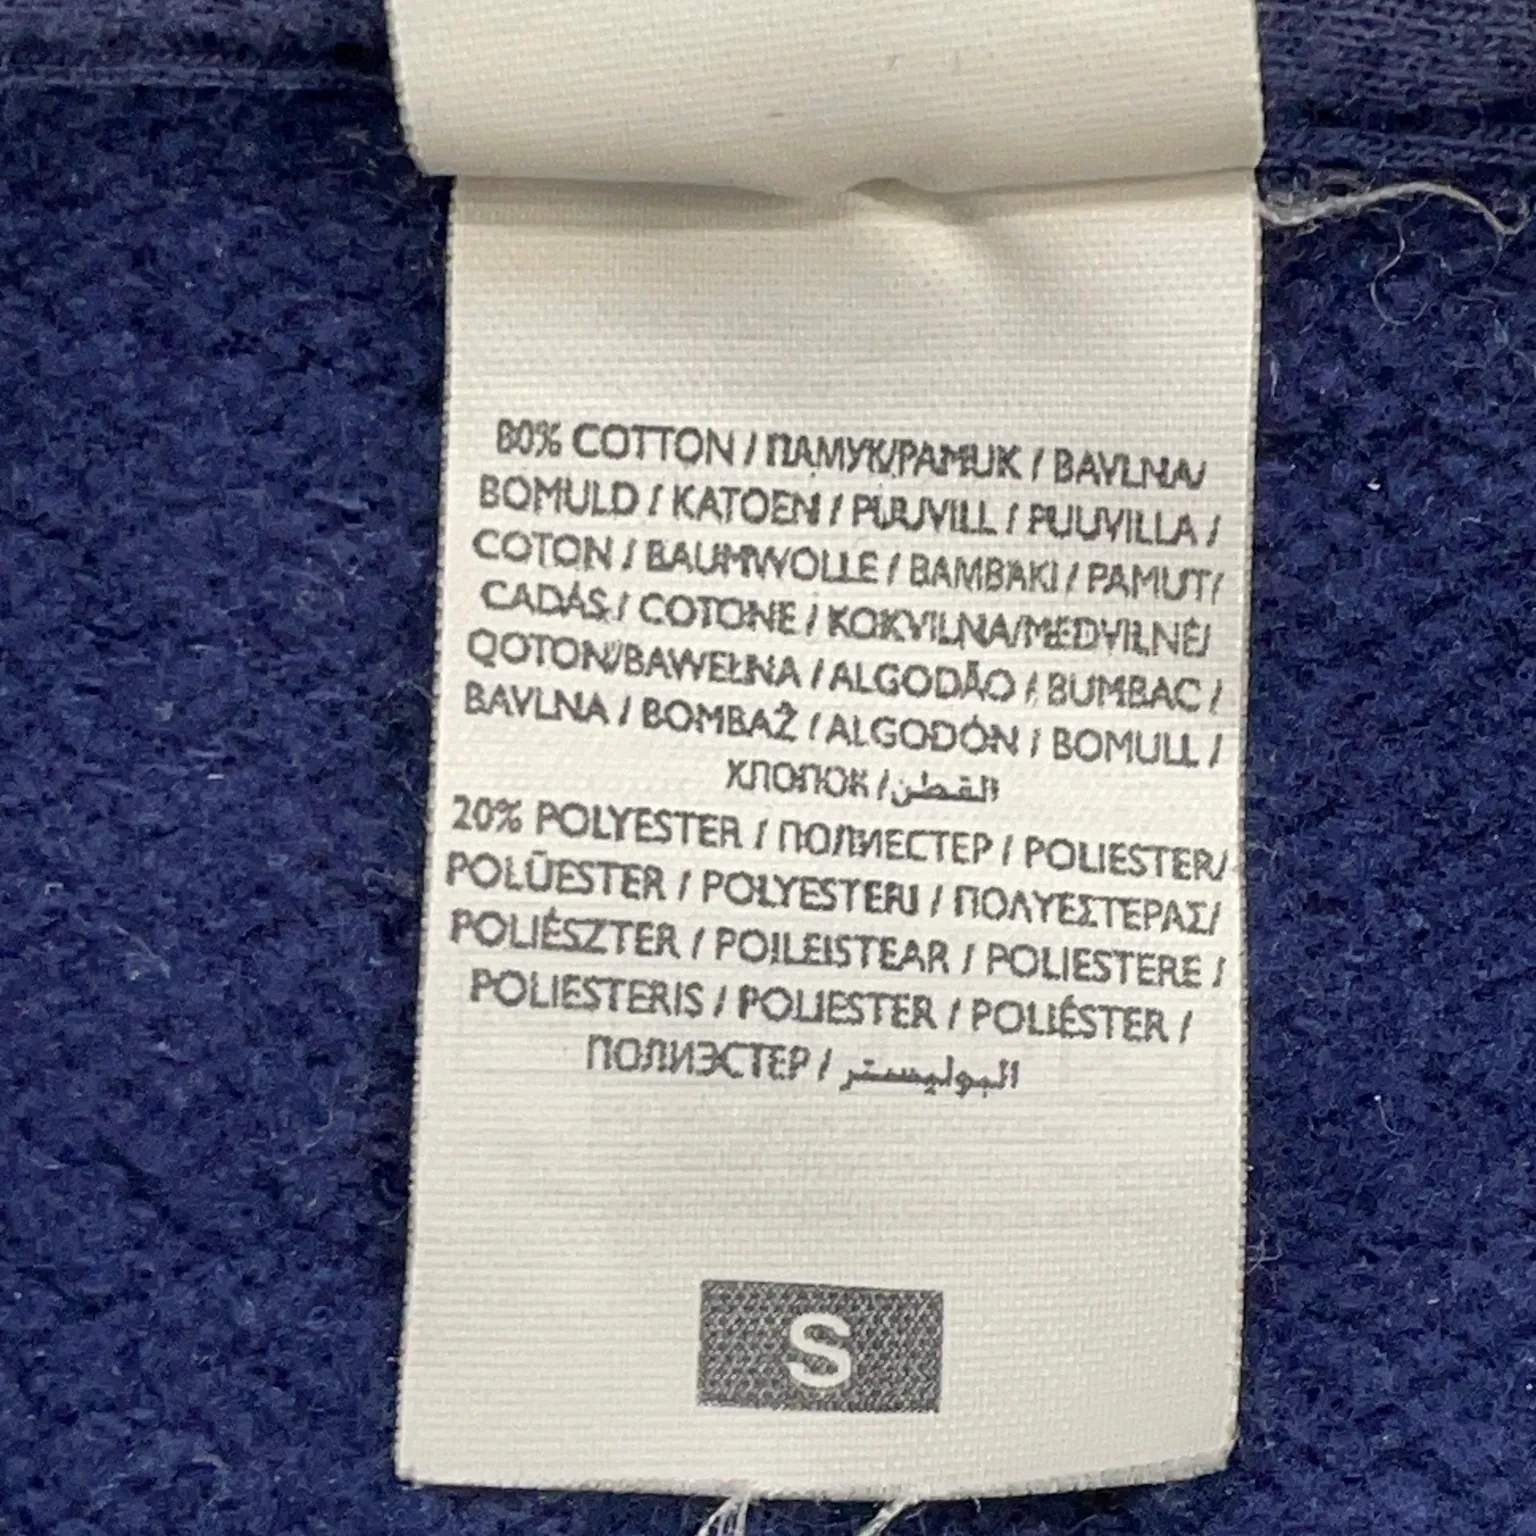 80% COTTON / ПАМУК/PAMUK / BAVLNA/
BOMULD / KATOEN / PUUVILL / PUUVILLA /
COTON / BAUMWOLLE / BAMBAKI / PAMUT/
CADÁS / COTONE / KOKVILNA/MEDVILNĖ/
QOTON/BAWEŁNA / ALGODÃO / BUMBAC /
BAVLNA / BOMBAŽ / ALGODÓN / BOMULL /
ХЛОПОК / القطن
20% POLYESTER / ПОЛИЕСТЕР / POLIESTER/
POLÜESTER / POLYESTERI / ΠΟΛΥΕΣΤΕΡΑΣ/
POLIÉSZTER / POILEISTEAR / POLIESTERE /
POLIESTERIS / POLIESTER / POLIÉSTER /
ПОЛИЭСТЕР / البوليستر
S